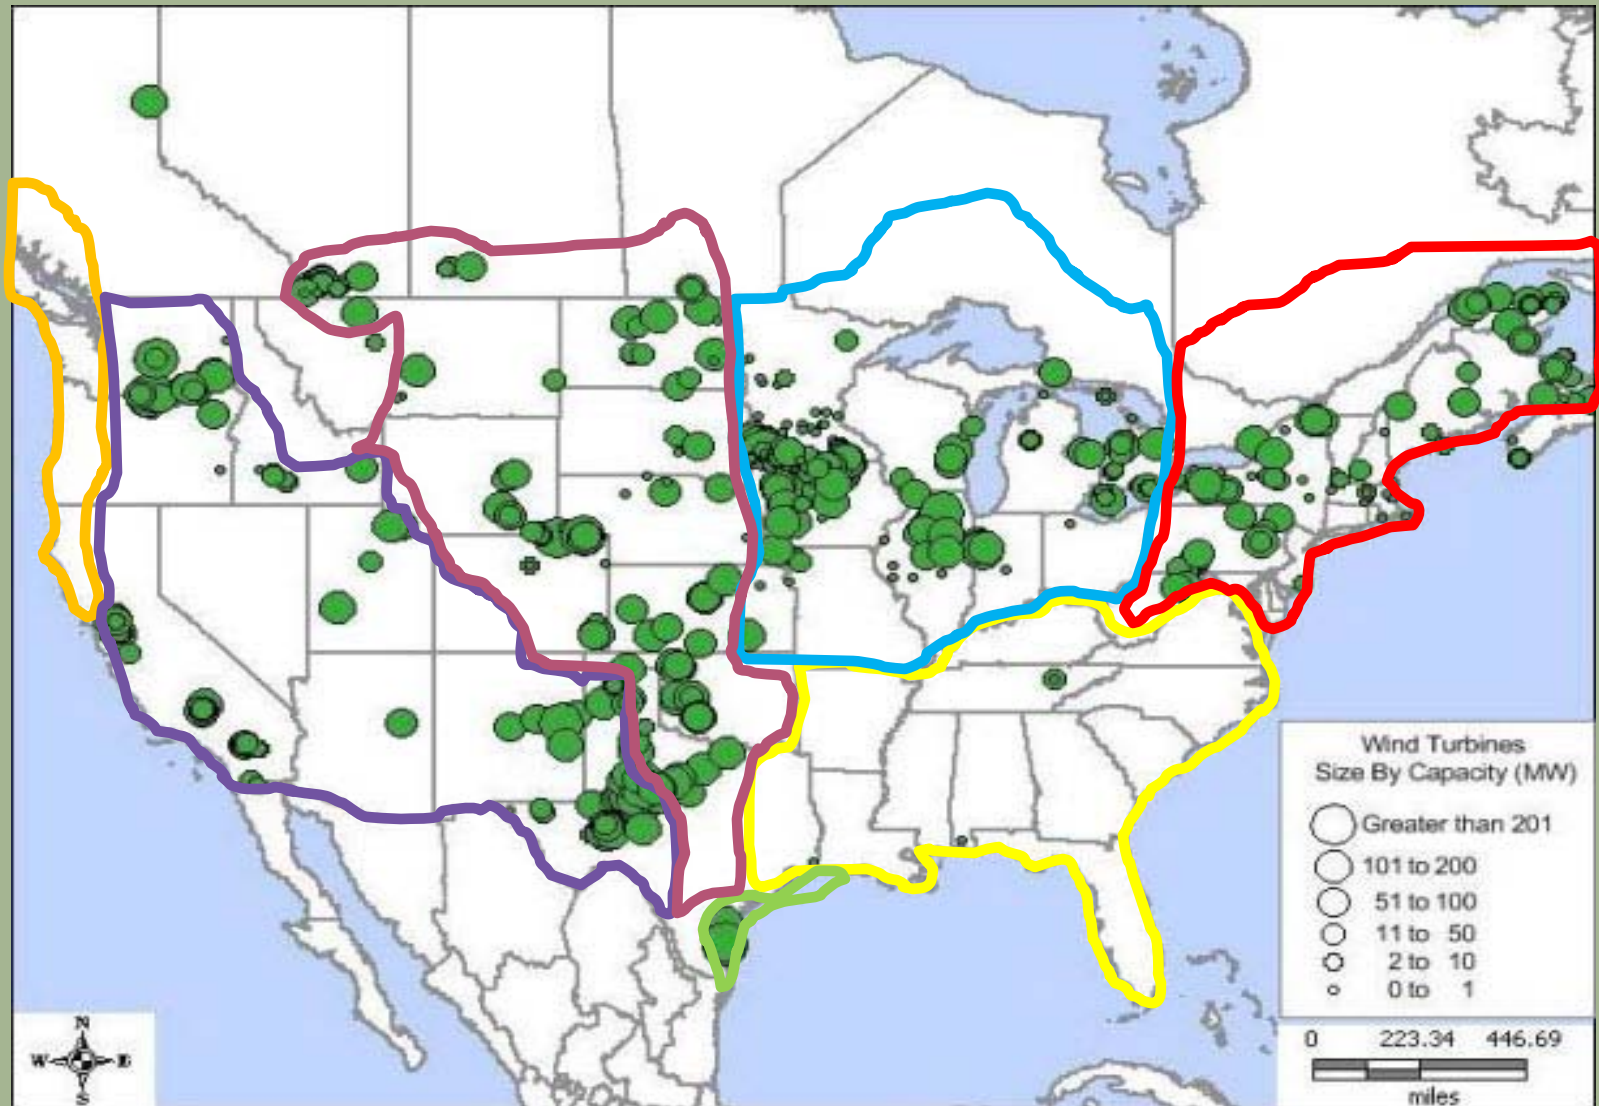 Wind Turbines
Size By Capacity (MW)
Greater than 201
101 to 200
51 to 100
11 to 50
2 to 10
0 to 1
N
W E
S
0 223.34 446.69
miles